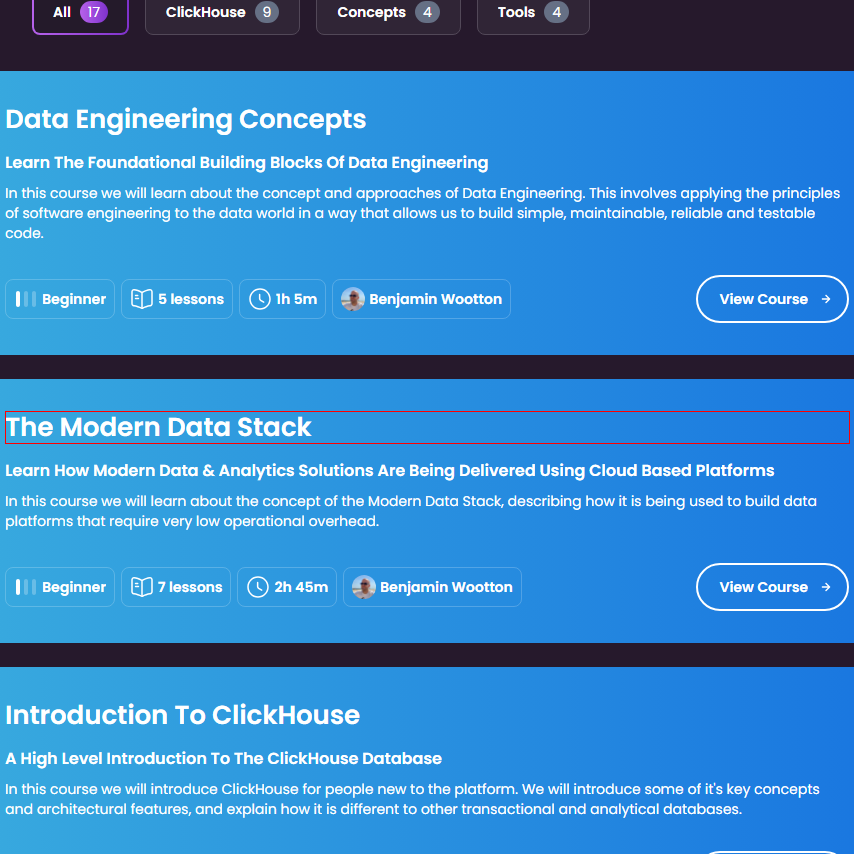 All 17 ClickHouse 9 Concepts 4 Tools 4
Data Engineering Concepts
Learn The Foundational Building Blocks Of Data Engineering
In this course we will learn about the concept and approaches of Data Engineering. This involves applying the principles
of software engineering to the data world in a way that allows us to build simple, maintainable, reliable and testable
code.
Beginner 5 lessons 1h 5m Benjamin Wootton View Course →
The Modern Data Stack
Learn How Modern Data & Analytics Solutions Are Being Delivered Using Cloud Based Platforms
In this course we will learn about the concept of the Modern Data Stack, describing how it is being used to build data
platforms that require very low operational overhead.
Beginner 7 lessons 2h 45m Benjamin Wootton View Course →
Introduction To ClickHouse
A High Level Introduction To The ClickHouse Database
In this course we will introduce ClickHouse for people new to the platform. We will introduce some of it's key concepts
and architectural features, and explain how it is different to other transactional and analytical databases.